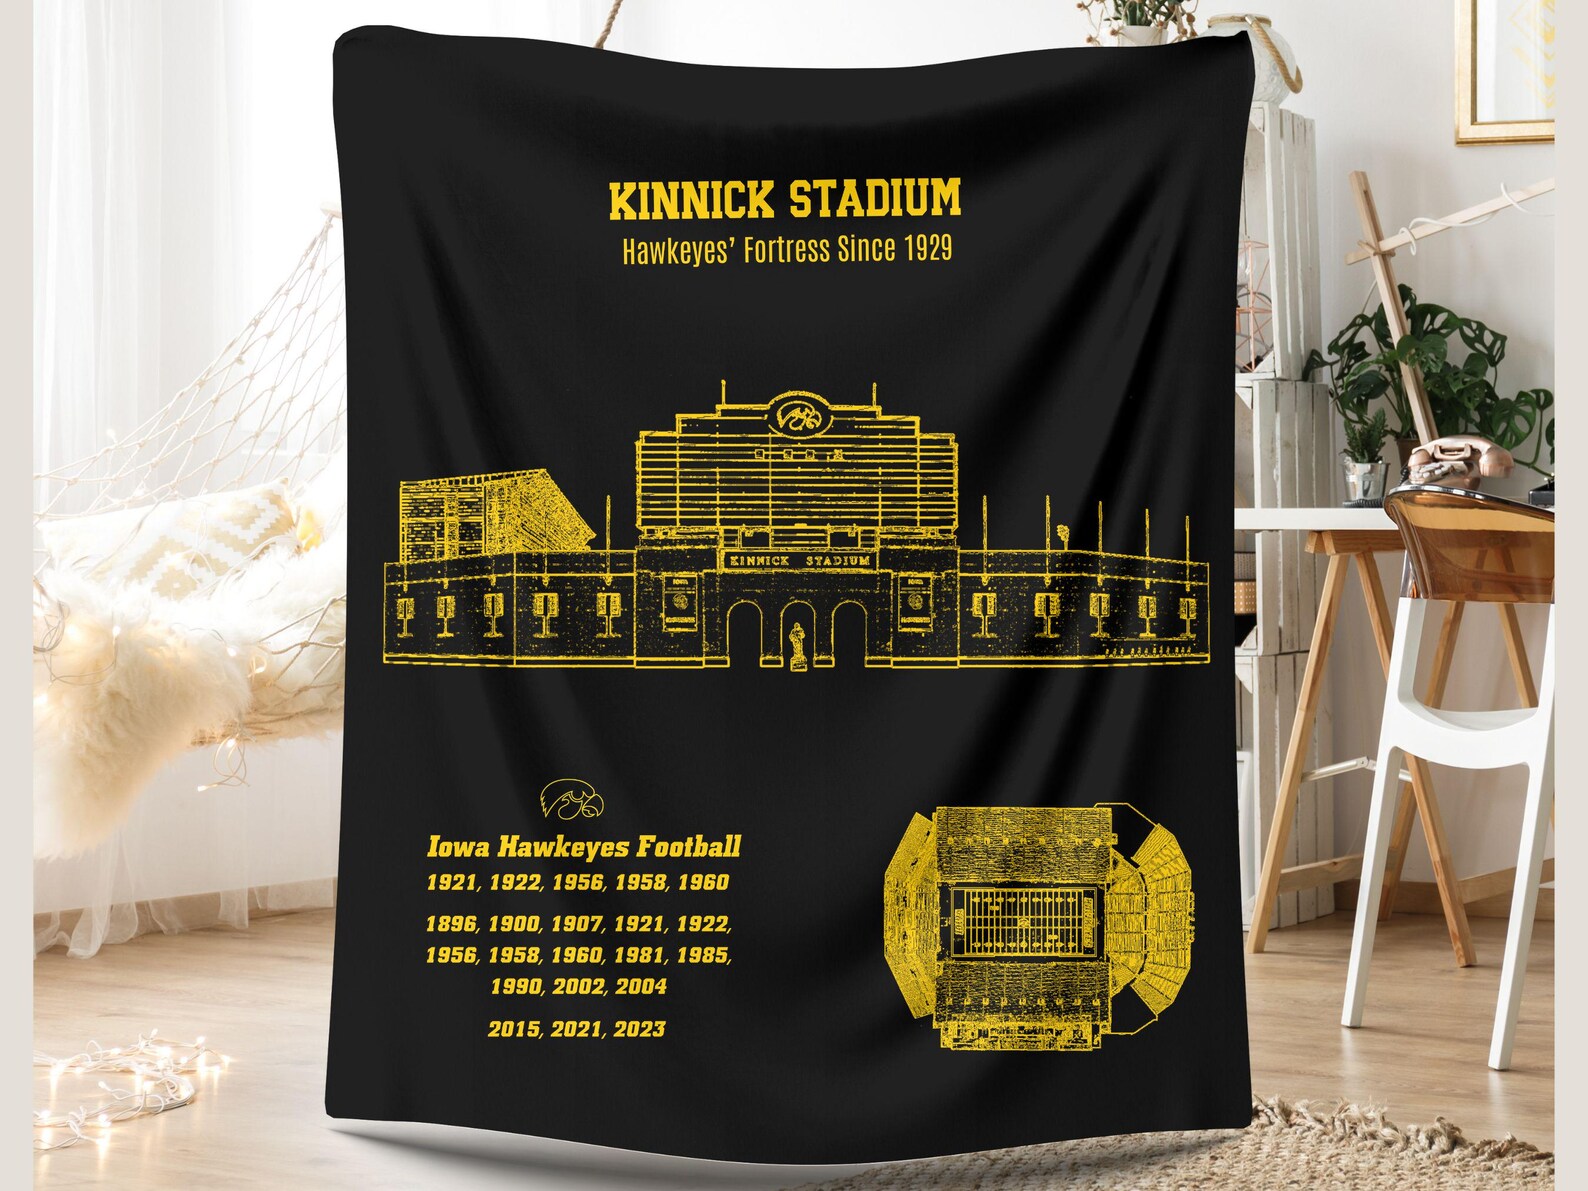 KINNICK STADIUM
Hawkeyes’ Fortress Since 1929
KINNICK STADIUM
Iowa Hawkeyes Football
1921, 1922, 1956, 1958, 1960
1896, 1900, 1907, 1921, 1922,
1956, 1958, 1960, 1981, 1985,
1990, 2002, 2004
2015, 2021, 2023